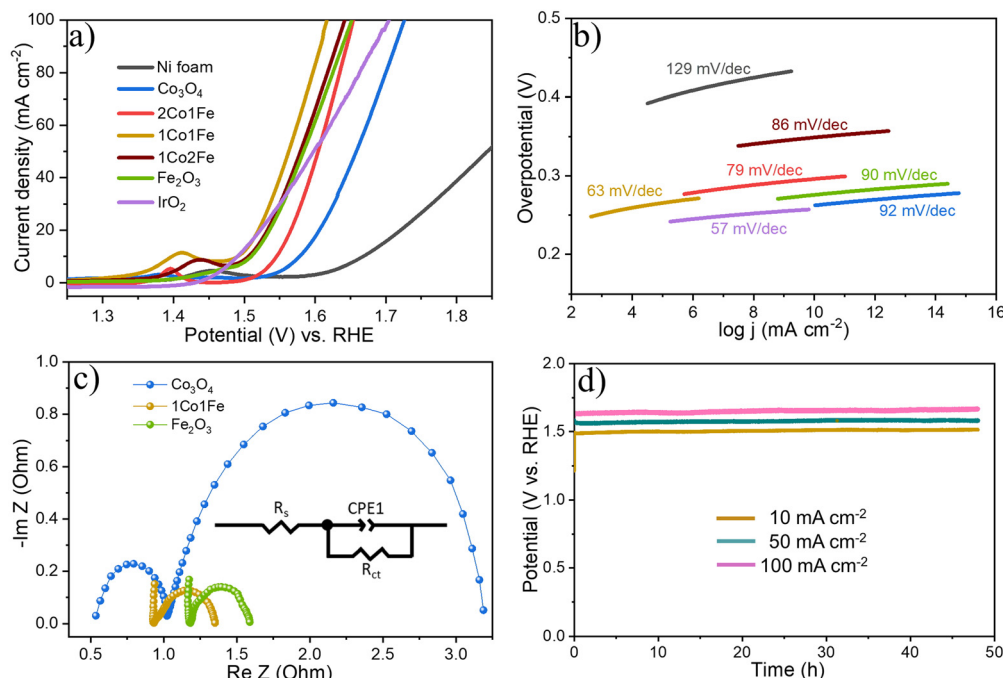 a)
100
80
60
40
20
0
Current density (mA cm⁻²)
Ni foam
Co₃O₄
2Co1Fe
1Co1Fe
1Co2Fe
Fe₂O₃
IrO₂
1.3 1.4 1.5 1.6 1.7 1.8
Potential (V) vs. RHE
b)
0.5
0.4
0.3
0.2
Overpotential (V)
129 mV/dec
86 mV/dec
79 mV/dec
90 mV/dec
63 mV/dec
92 mV/dec
57 mV/dec
2 4 6 8 10 12 14 16
log j (mA cm⁻²)
c)
1.0
0.8
0.6
0.4
0.2
0.0
-Im Z (Ohm)
Co₃O₄
1Co1Fe
Fe₂O₃
Rₛ
CPE1
R꜀ₜ
0.5 1.0 1.5 2.0 2.5 3.0
Re Z (Ohm)
d)
2.0
1.5
1.0
0.5
0.0
Potential (V vs. RHE)
10 mA cm⁻²
50 mA cm⁻²
100 mA cm⁻²
0 10 20 30 40 50
Time (h)